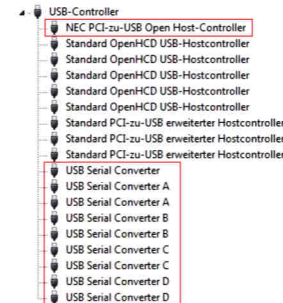 USB-Controller
NEC PCI-zu-USB Open Host-Controller
Standard OpenHCD USB-Hostcontroller
Standard OpenHCD USB-Hostcontroller
Standard OpenHCD USB-Hostcontroller
Standard OpenHCD USB-Hostcontroller
Standard OpenHCD USB-Hostcontroller
Standard PCI-zu-USB erweiterter Hostcontroller
Standard PCI-zu-USB erweiterter Hostcontroller
Standard PCI-zu-USB erweiterter Hostcontroller
USB Serial Converter
USB Serial Converter A
USB Serial Converter A
USB Serial Converter B
USB Serial Converter B
USB Serial Converter C
USB Serial Converter C
USB Serial Converter D
USB Serial Converter D